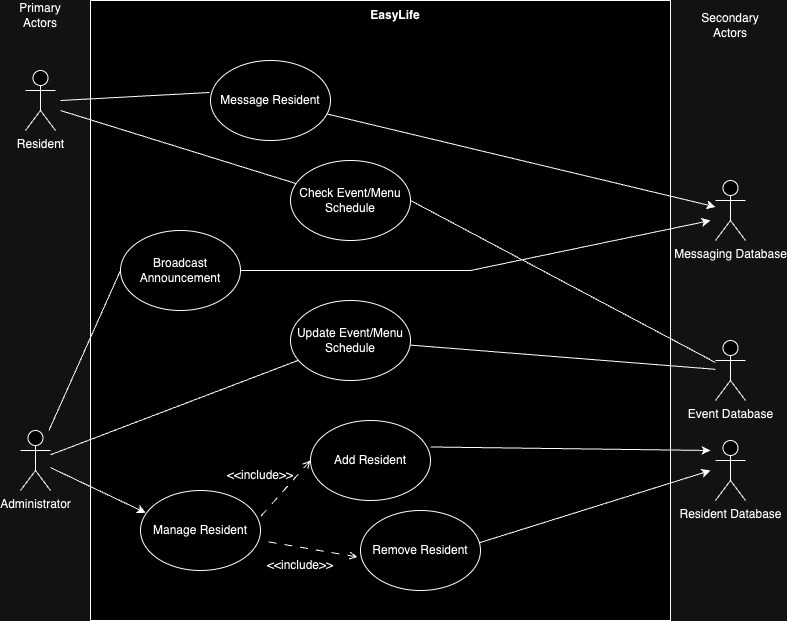 Primary
Actors
EasyLife
Secondary
Actors
Message Resident
Resident
Check Event/Menu
Schedule
Messaging Database
Broadcast
Announcement
Update Event/Menu
Schedule
Event Database
Add Resident
<<include>>
Administrator
Manage Resident
Resident Database
Remove Resident
<<include>>